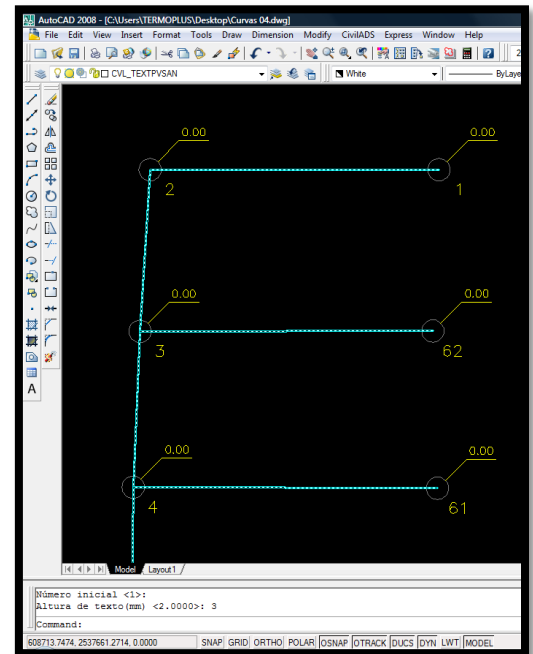 AutoCAD 2008 - [C:\Users\TERMOPLUS\Desktop\Curvas 04.dwg]
File Edit View Insert Format Tools Draw Dimension Modify CivilADS Express Window Help
CVL_TEXTPVSAN White ByLaye
0.00 0.00
2 1
0.00 0.00
3 62
0.00 0.00
4 61
Model Layout1
Número inicial <1>:
Altura de texto(mm) <2.0000>: 3
Command:
608713.7474, 2537661.2714, 0.0000 SNAP GRID ORTHO POLAR OSNAP OTRACK DUCS DYN LWT MODEL